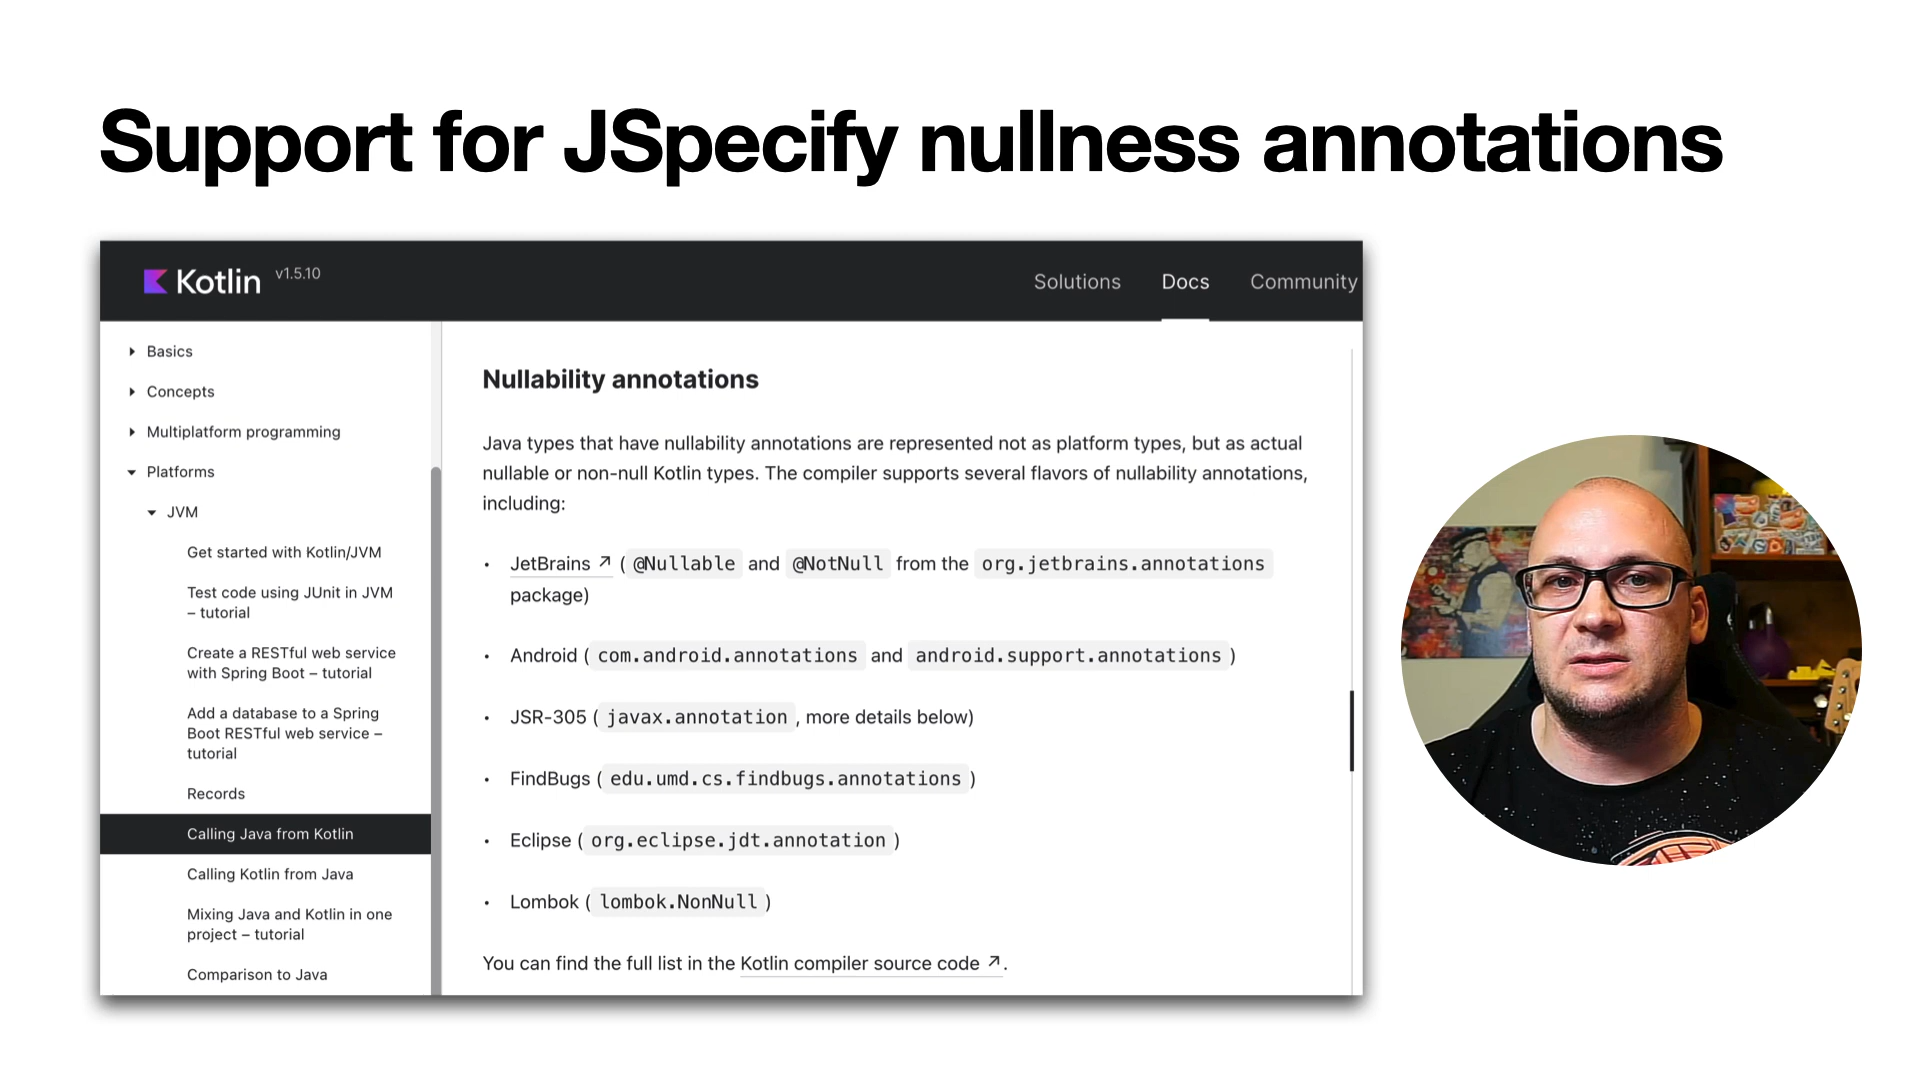 Support for JSpecify nullness annotations
Kotlin v1.5.10
Solutions Docs Community
Basics
Concepts
Multiplatform programming
Platforms
JVM
Get started with Kotlin/JVM
Test code using JUnit in JVM
– tutorial
Create a RESTful web service
with Spring Boot – tutorial
Add a database to a Spring
Boot RESTful web service –
tutorial
Records
Calling Java from Kotlin
Calling Kotlin from Java
Mixing Java and Kotlin in one
project – tutorial
Comparison to Java
Nullability annotations
Java types that have nullability annotations are represented not as platform types, but as actual
nullable or non-null Kotlin types. The compiler supports several flavors of nullability annotations,
including:
• JetBrains ↗ ( @Nullable and @NotNull from the org.jetbrains.annotations
package)
• Android ( com.android.annotations and android.support.annotations )
• JSR-305 ( javax.annotation , more details below)
• FindBugs ( edu.umd.cs.findbugs.annotations )
• Eclipse ( org.eclipse.jdt.annotation )
• Lombok ( lombok.NonNull )
You can find the full list in the Kotlin compiler source code ↗.